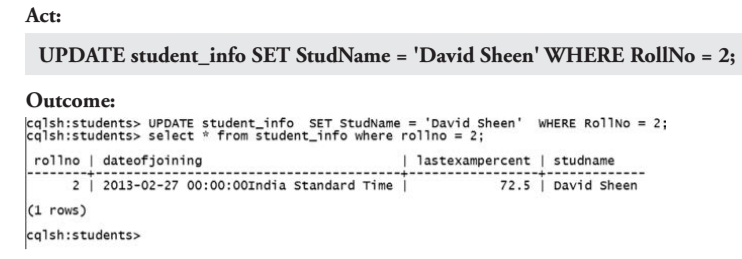 Act:
UPDATE student_info SET StudName = 'David Sheen' WHERE RollNo = 2;
Outcome:
cqlsh:students> UPDATE student_info  SET StudName = 'David Sheen'  WHERE RollNo = 2;
cqlsh:students> select * from student_info where rollno = 2;
rollno | dateofjoining | lastexampercent | studname
--------+------------------------------------------+-----------------+-------------
2 | 2013-02-27 00:00:00India Standard Time | 72.5 | David Sheen
(1 rows)
cqlsh:students>